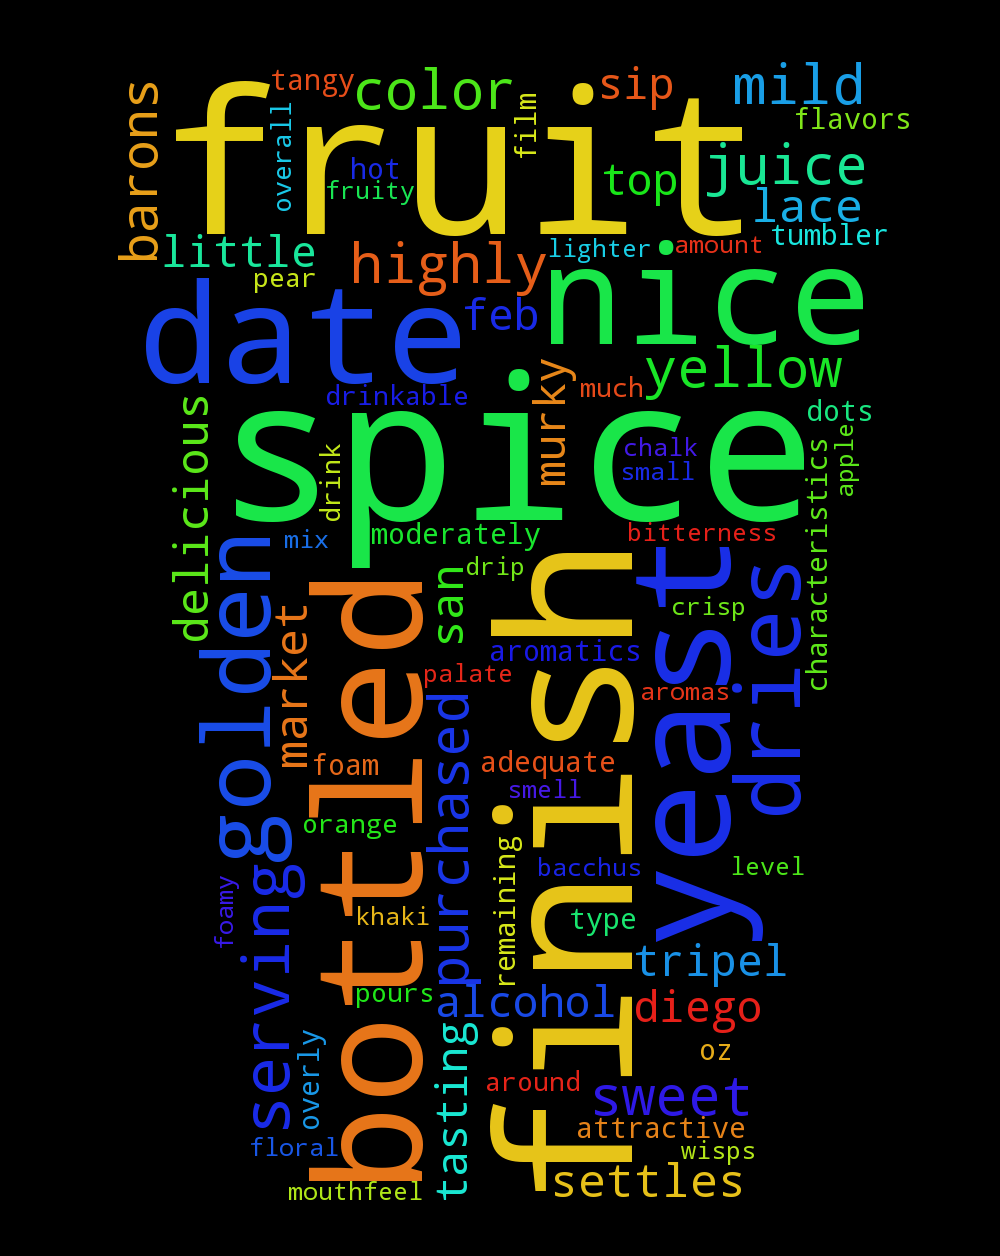 tangy
color
sip
mild
barons
fruit
overall
film
flavors
hot
fruity
top
juice
lace
little
highly
lighter
amount
tumbler
pear
nice
date
feb
yellow
murky
much
drinkable
dots
delicious
spice
drink
chalk
small
apple
characteristics
mix
moderately
bitterness
golden
drip
san
finish
yeast
dries
crisp
market
bottled
aromatics
palate
aromas
purchased
foam
adequate
smell
orange
remaining
bacchus
level
serving
foamy
khaki
type
tripel
pours
alcohol
diego
oz
overly
tasting
around
sweet
attractive
floral
wisps
mouthfeel
settles